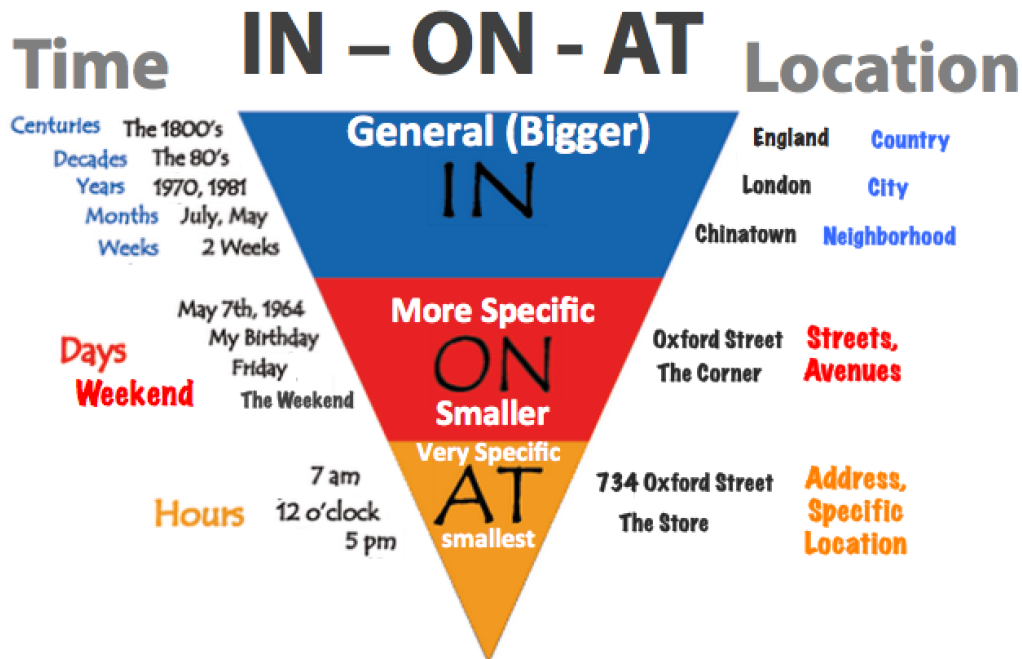 Time IN – ON - AT Location
General (Bigger)
IN
Centuries The 1800's
Decades The 80's
Years 1970, 1981
Months July, May
Weeks 2 Weeks
England Country
London City
Chinatown Neighborhood
More Specific
ON
Smaller
May 7th, 1964
My Birthday
Days
Friday
Weekend
The Weekend
Oxford Street
The Corner
Streets,
Avenues
Very Specific
AT
smallest
Hours
7 am
12 o'clock
5 pm
734 Oxford Street
The Store
Address,
Specific
Location